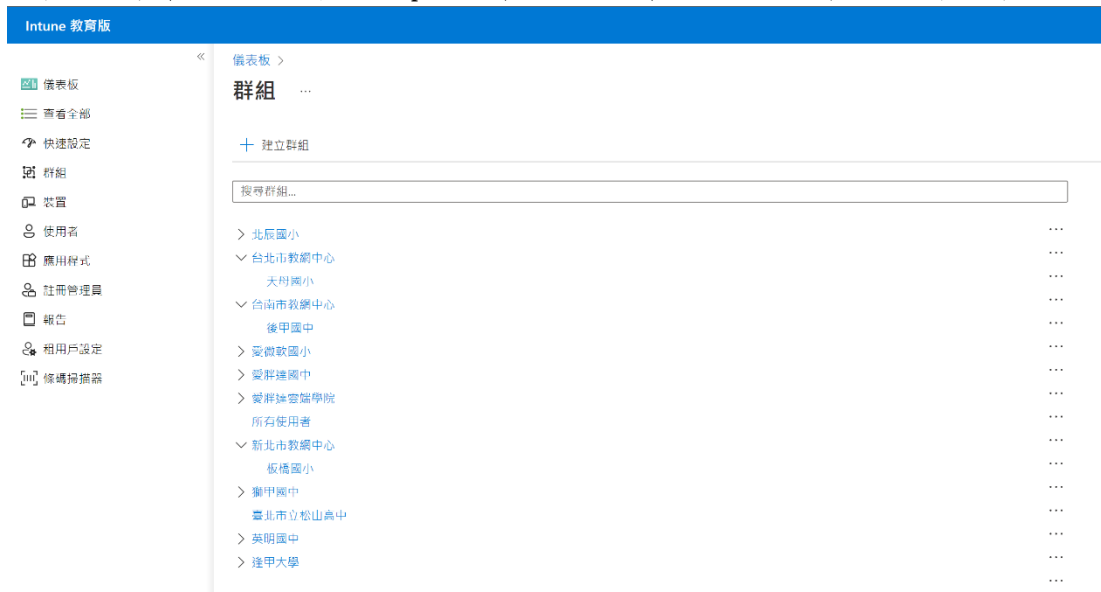 Intune 教育版
«
儀表板 >
群組 ...
+ 建立群組
搜尋群組...
儀表板
查看全部
快速設定
群組
裝置
使用者
應用程式
註冊管理員
報告
租用戶設定
條碼掃描器
> 北辰國小 ...
台北市教網中心 ...
天母國小 ...
台南市教網中心 ...
後甲國中 ...
> 愛微軟國小 ...
> 愛胖達國中 ...
> 愛胖達雲端學院 ...
所有使用者 ...
新北市教網中心 ...
板橋國小 ...
> 獅甲國中 ...
臺北市立松山高中 ...
> 英明國中 ...
> 逢甲大學 ...
...